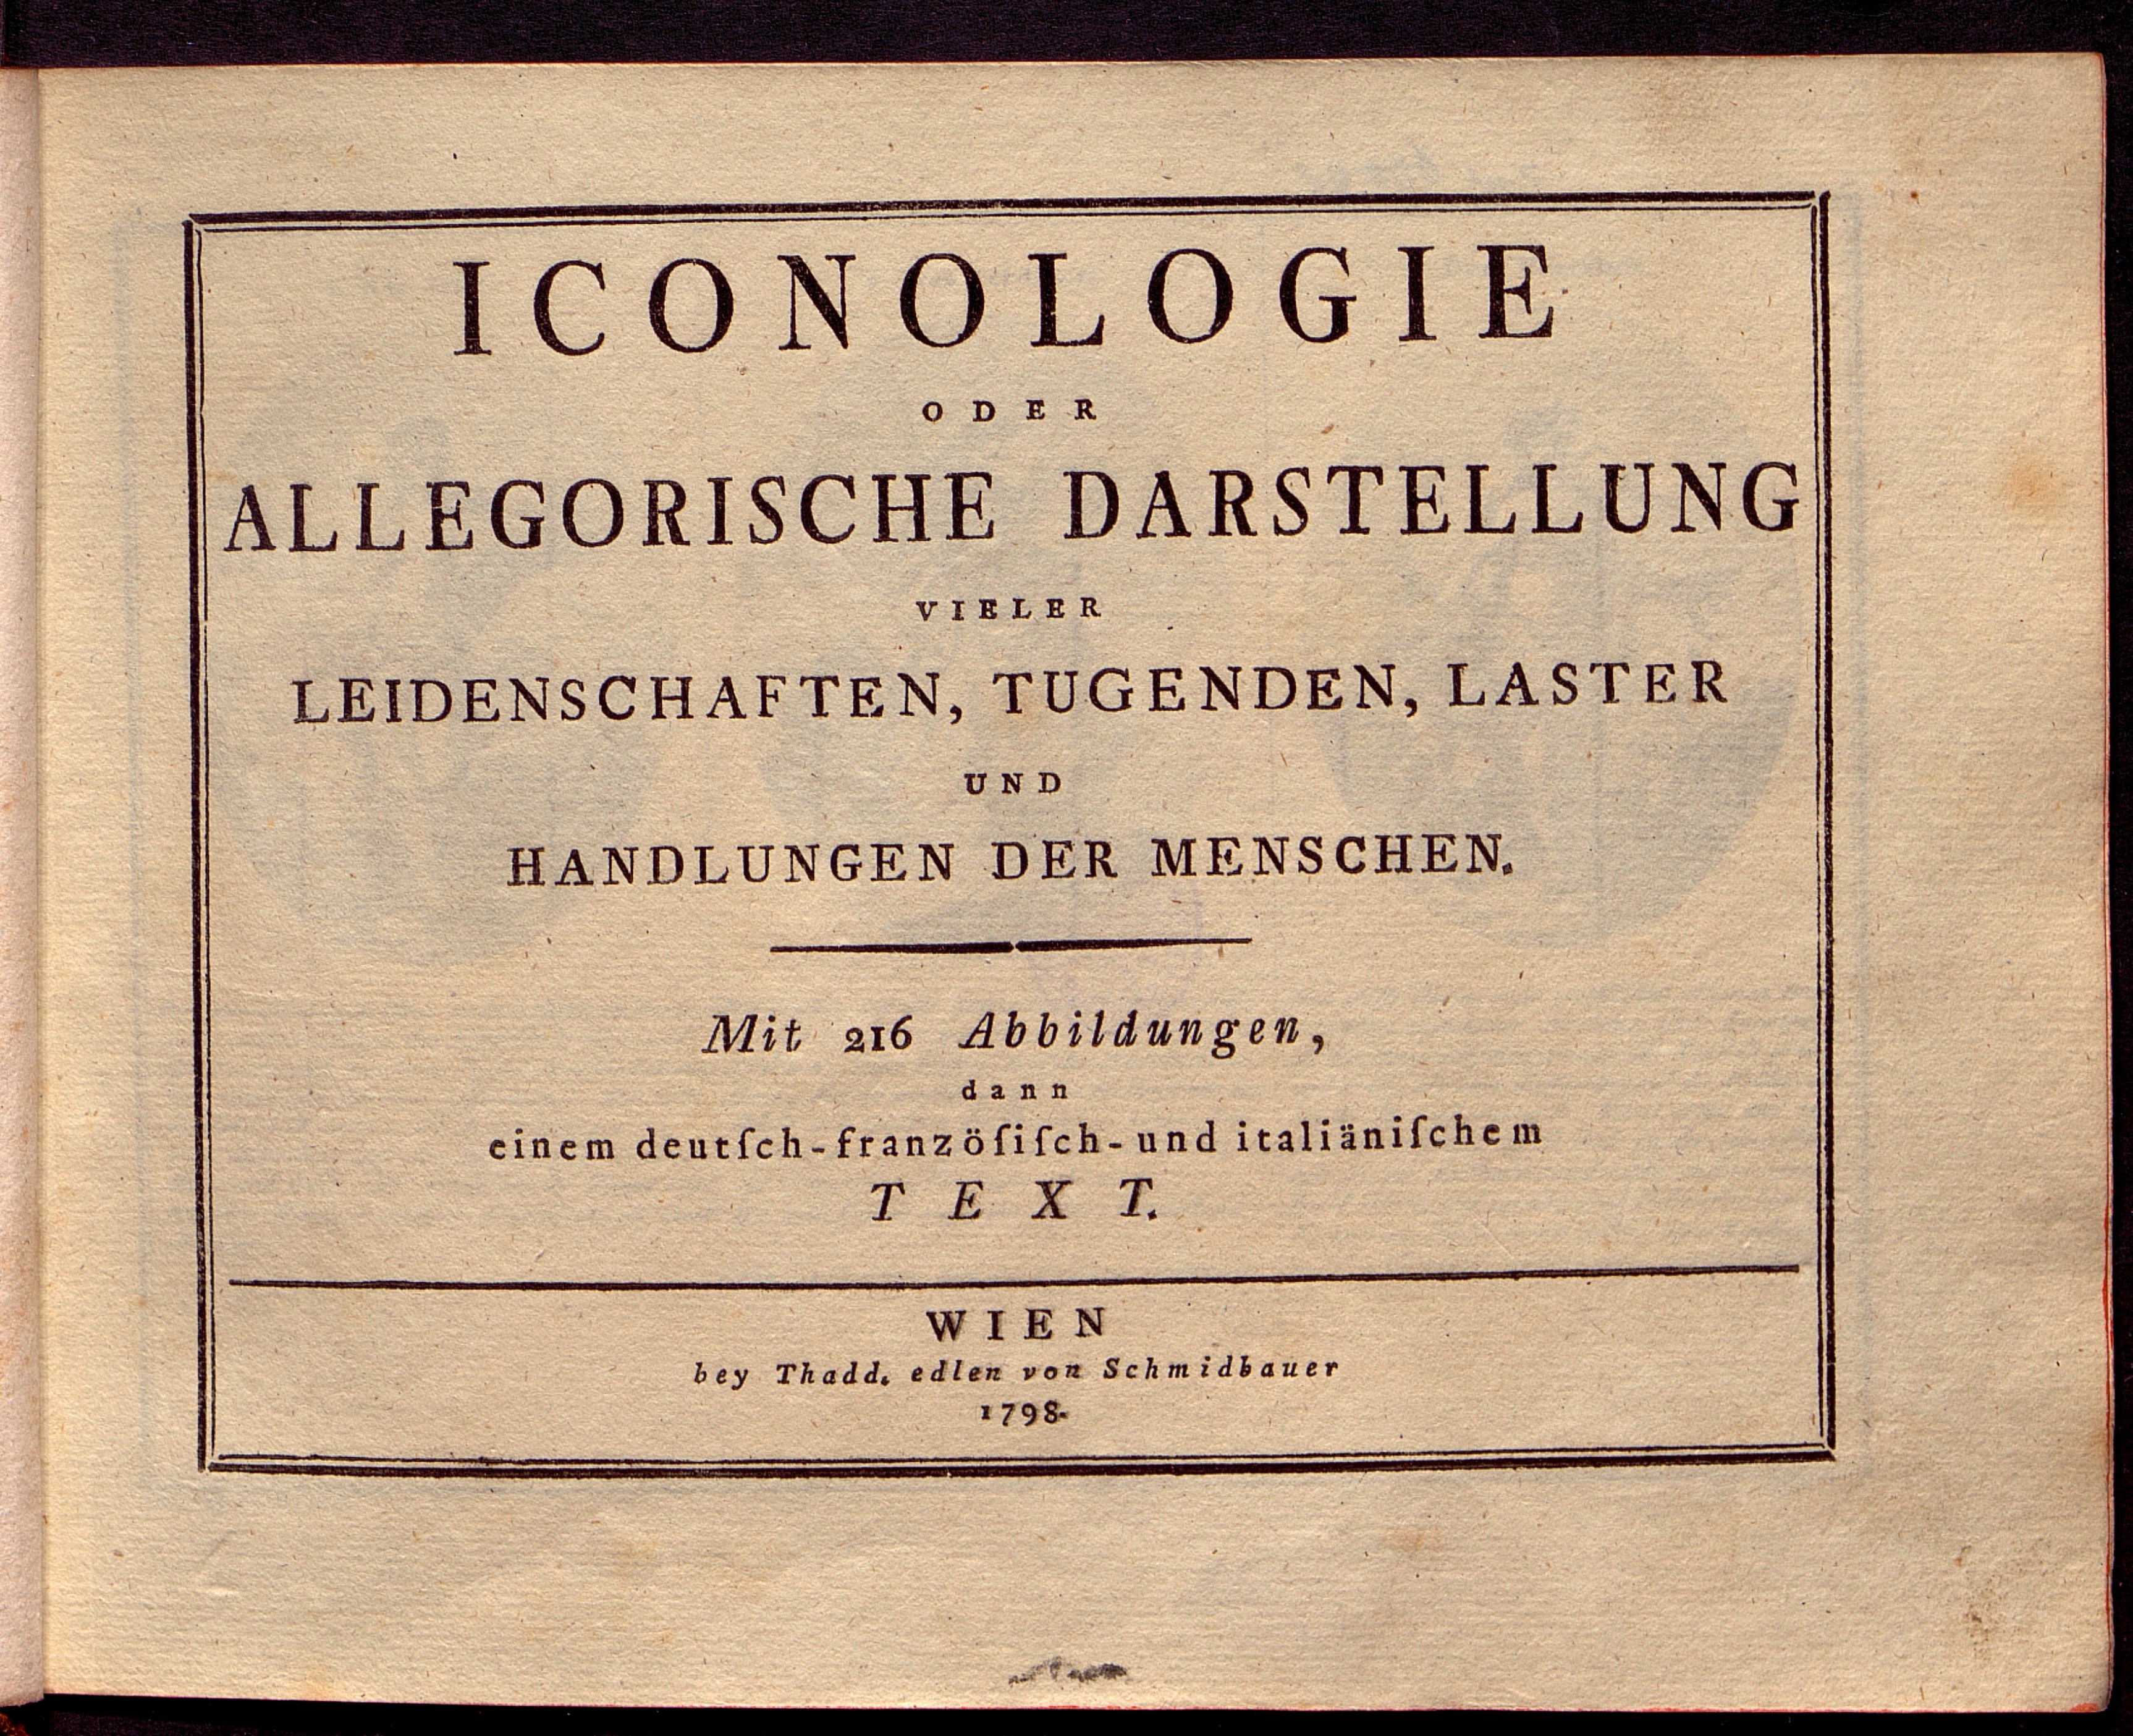 ICONOLOGIE
ODER
ALLEGORISCHE DARSTELLUNG
VIELER
LEIDENSCHAFTEN, TUGENDEN, LASTER
UND
HANDLUNGEN DER MENSCHEN.
Mit 216 Abbildungen,
dann
einem deutſch-franzöſiſch- und italiäniſchem
TEXT.
WIEN
bey Thadd. edlen von Schmidbauer
1798.